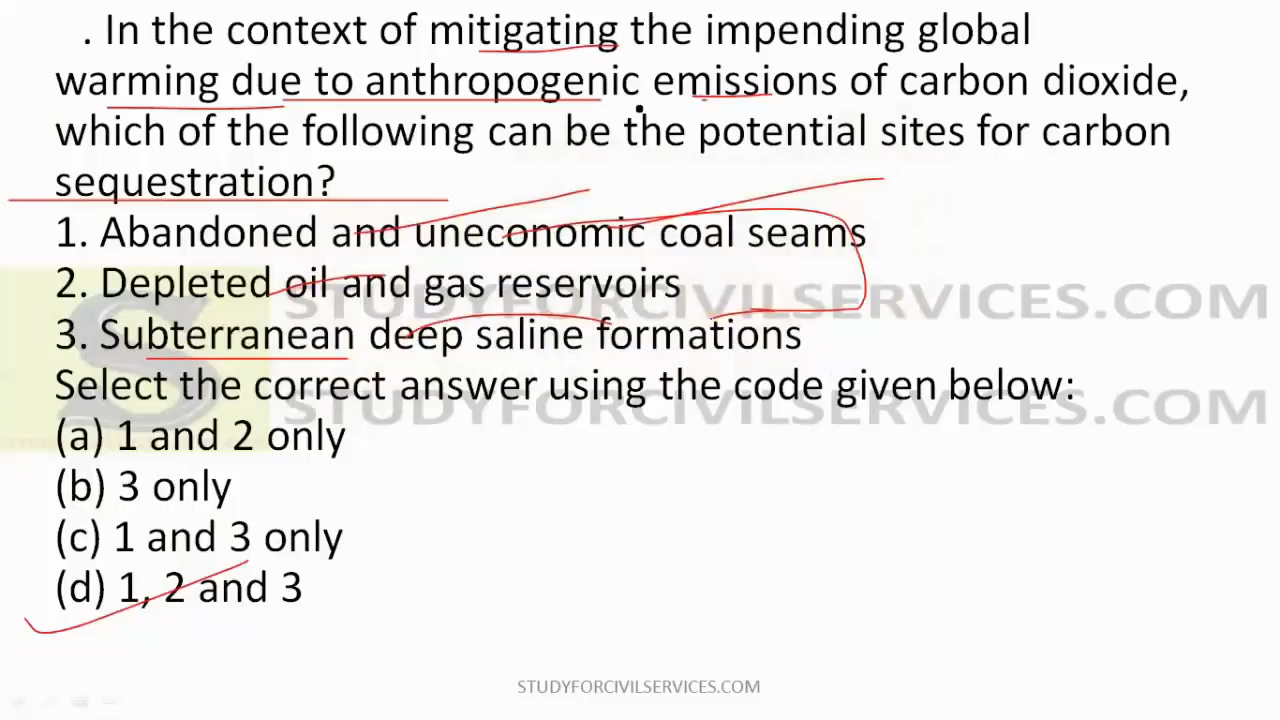 . In the context of mitigating the impending global
warming due to anthropogenic emissions of carbon dioxide,
which of the following can be the potential sites for carbon
sequestration?
1. Abandoned and uneconomic coal seams
2. Depleted oil and gas reservoirs
STUDYFORCIVILSERVICES.COM
3. Subterranean deep saline formations
Select the correct answer using the code given below:
STUDYFORCIVILSERVICES.COM
(a) 1 and 2 only
(b) 3 only
(c) 1 and 3 only
(d) 1, 2 and 3
STUDYFORCIVILSERVICES.COM